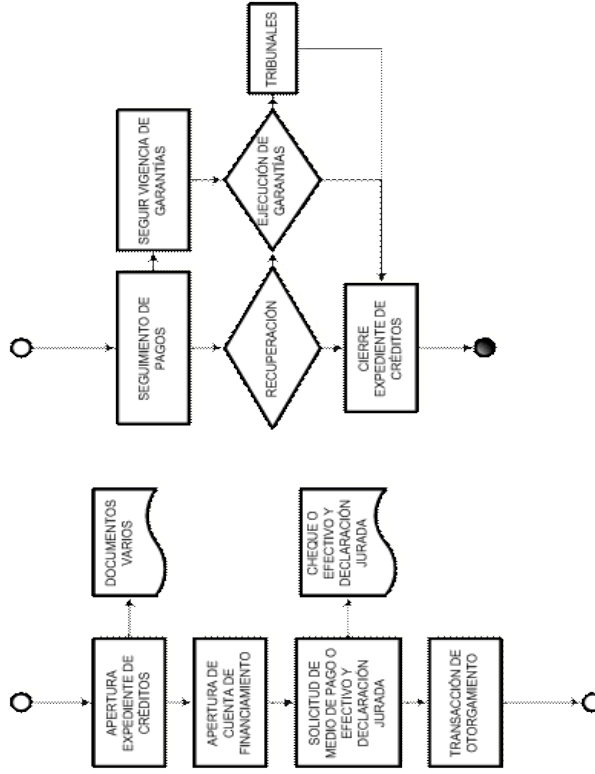 APERTURA
EXPEDIENTE DE
CRÉDITOS
DOCUMENTOS
VARIOS
APERTURA DE
CUENTA DE
FINANCIAMIENTO
SOLICITUD DE
MEDIO DE PAGO O
EFECTIVO Y
DECLARACIÓN
JURADA
CHEQUE O
EFECTIVO Y
DECLARACIÓN
JURADA
TRANSACCIÓN DE
OTORGAMIENTO
SEGUIMIENTO DE
PAGOS
SEGUIR VIGENCIA DE
GARANTÍAS
RECUPERACIÓN
EJECUCIÓN DE
GARANTÍAS
TRIBUNALES
CIERRE
EXPEDIENTE DE
CRÉDITOS